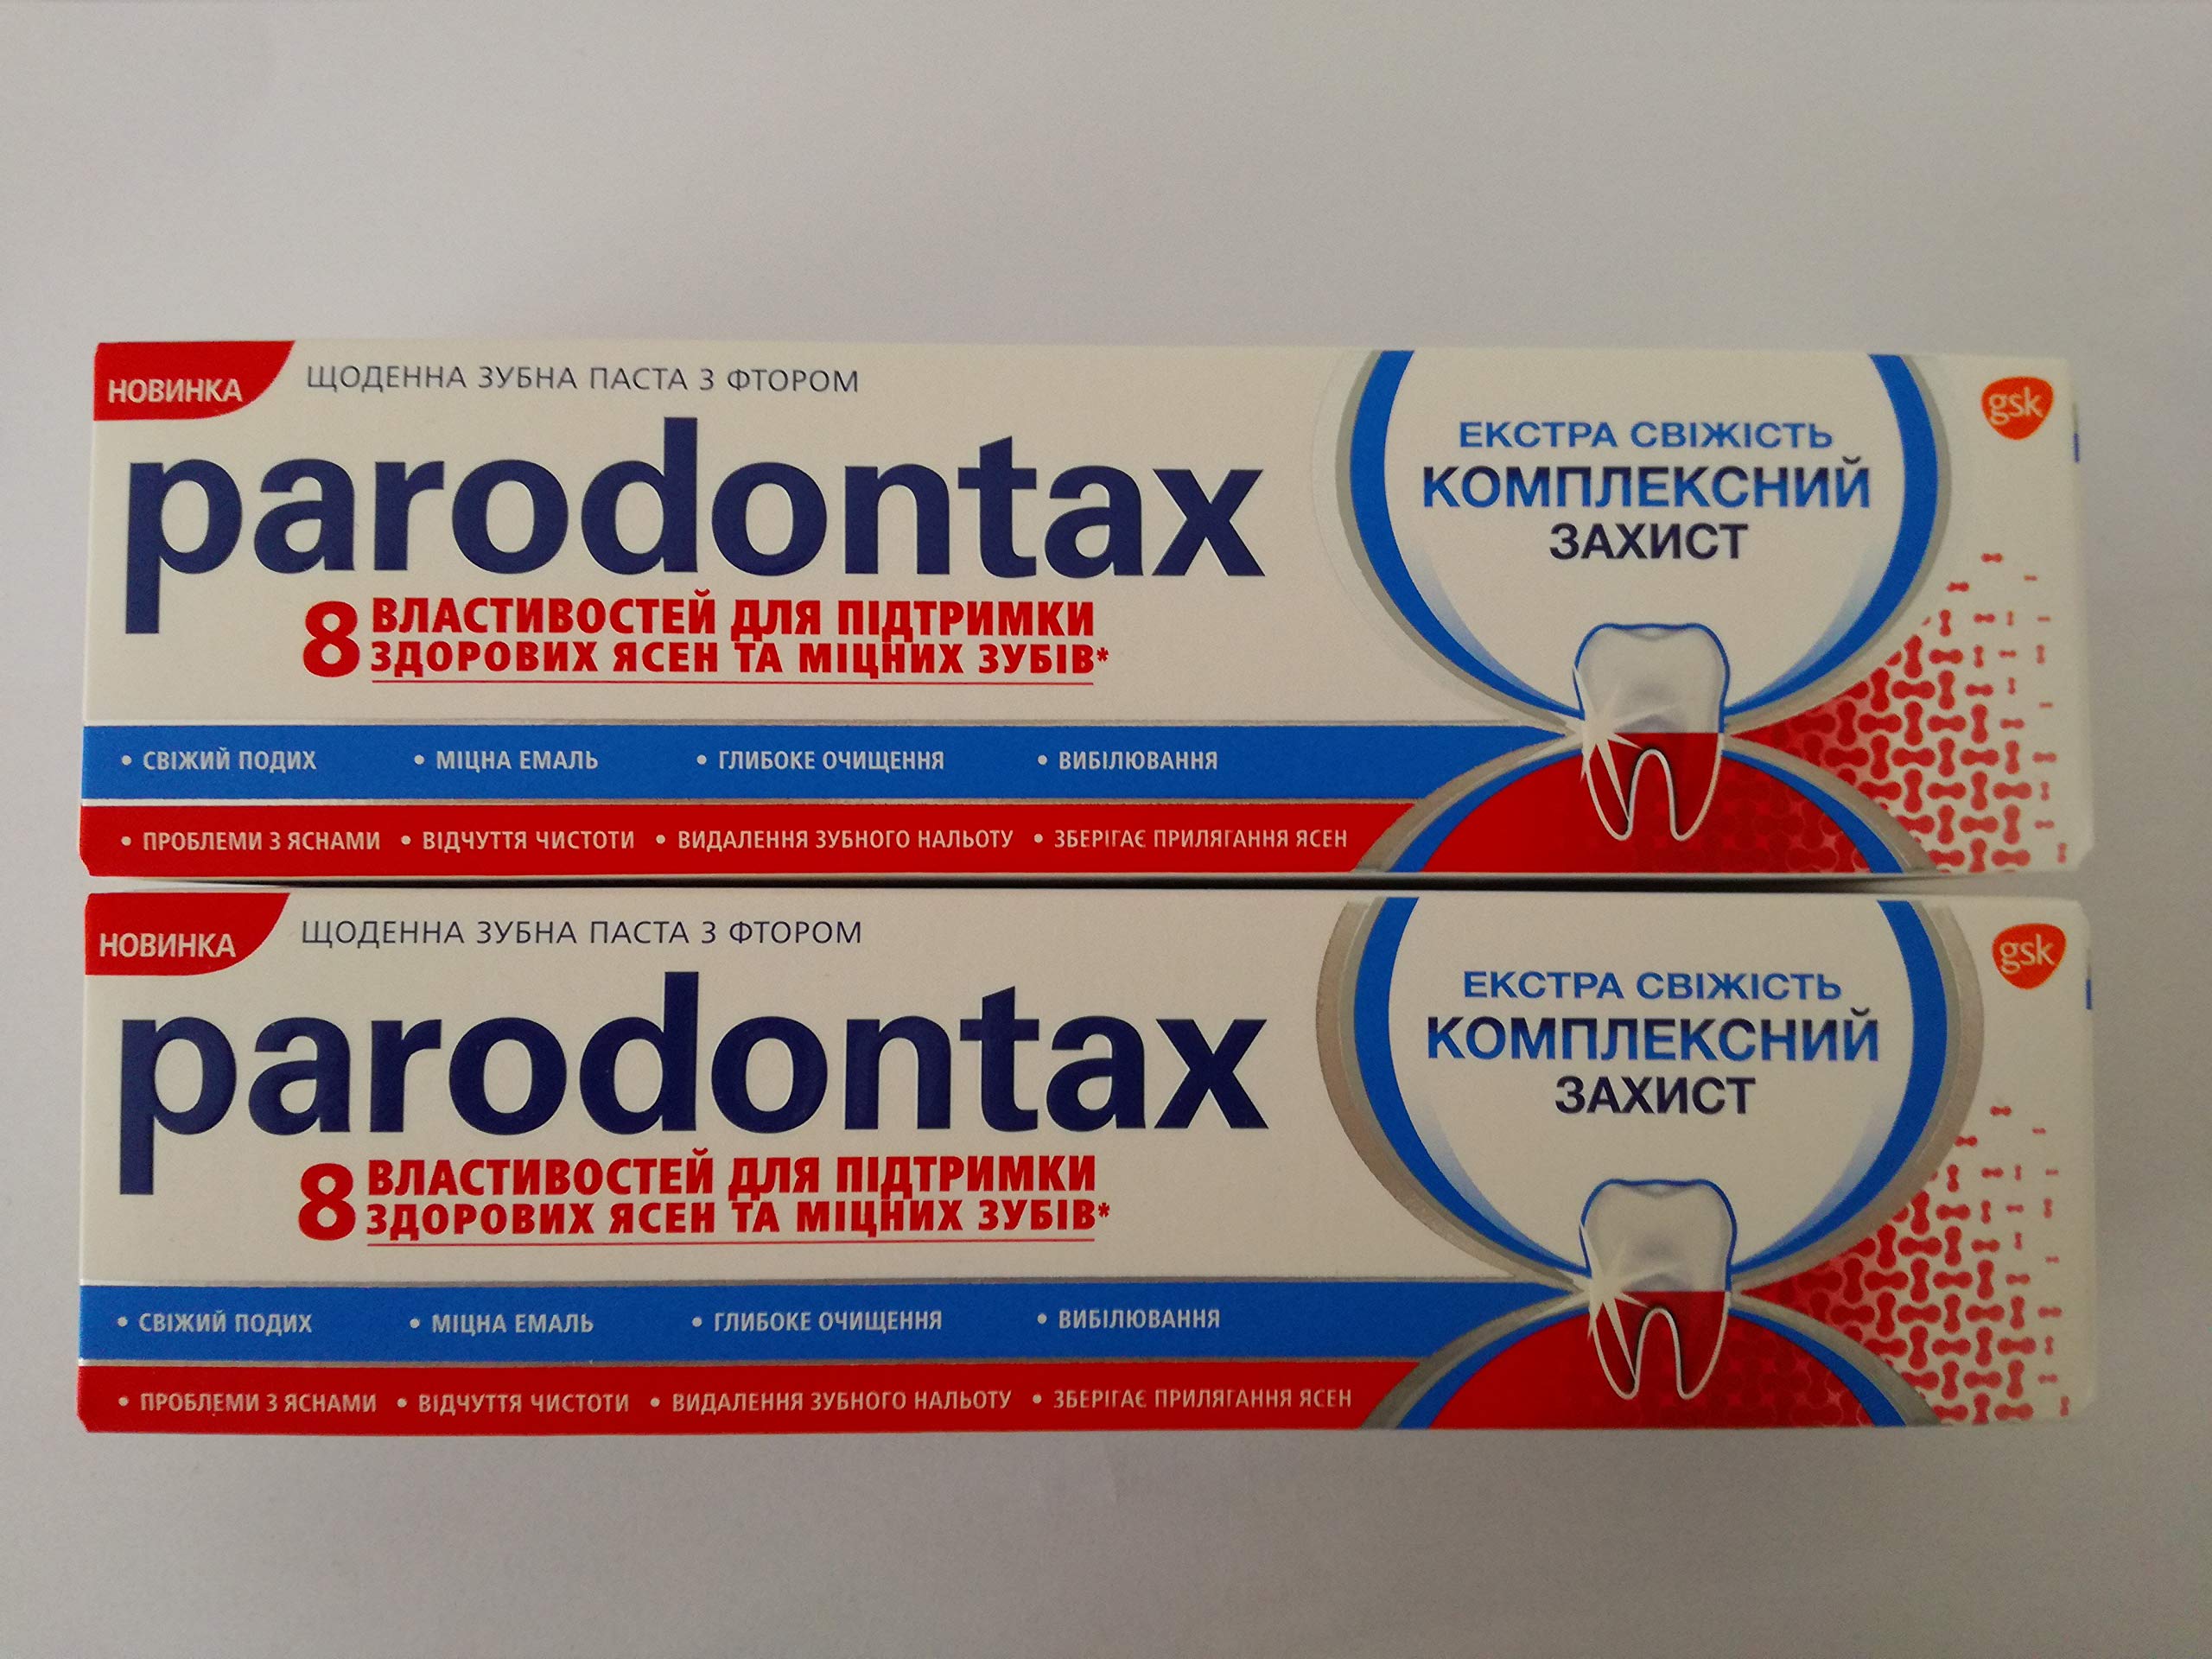 НОВИНКА
ЩОДЕННА ЗУБНА ПАСТА З ФТОРОМ
parodontax
8 ВЛАСТИВОСТЕЙ ДЛЯ ПІДТРИМКИ
ЗДОРОВИХ ЯСЕН ТА МІЦНИХ ЗУБІВ*
• СВІЖИЙ ПОДИХ • МІЦНА ЕМАЛЬ • ГЛИБОКЕ ОЧИЩЕННЯ • ВИБІЛЮВАННЯ
• ПРОБЛЕМИ З ЯСНАМИ • ВІДЧУТТЯ ЧИСТОТИ • ВИДАЛЕННЯ ЗУБНОГО НАЛЬОТУ • ЗБЕРІГАЄ ПРИЛЯГАННЯ ЯСЕН
ЕКСТРА СВІЖІСТЬ
КОМПЛЕКСНИЙ
ЗАХИСТ
gsk
НОВИНКА
ЩОДЕННА ЗУБНА ПАСТА З ФТОРОМ
parodontax
8 ВЛАСТИВОСТЕЙ ДЛЯ ПІДТРИМКИ
ЗДОРОВИХ ЯСЕН ТА МІЦНИХ ЗУБІВ*
• СВІЖИЙ ПОДИХ • МІЦНА ЕМАЛЬ • ГЛИБОКЕ ОЧИЩЕННЯ • ВИБІЛЮВАННЯ
• ПРОБЛЕМИ З ЯСНАМИ • ВІДЧУТТЯ ЧИСТОТИ • ВИДАЛЕННЯ ЗУБНОГО НАЛЬОТУ • ЗБЕРІГАЄ ПРИЛЯГАННЯ ЯСЕН
ЕКСТРА СВІЖІСТЬ
КОМПЛЕКСНИЙ
ЗАХИСТ
gsk